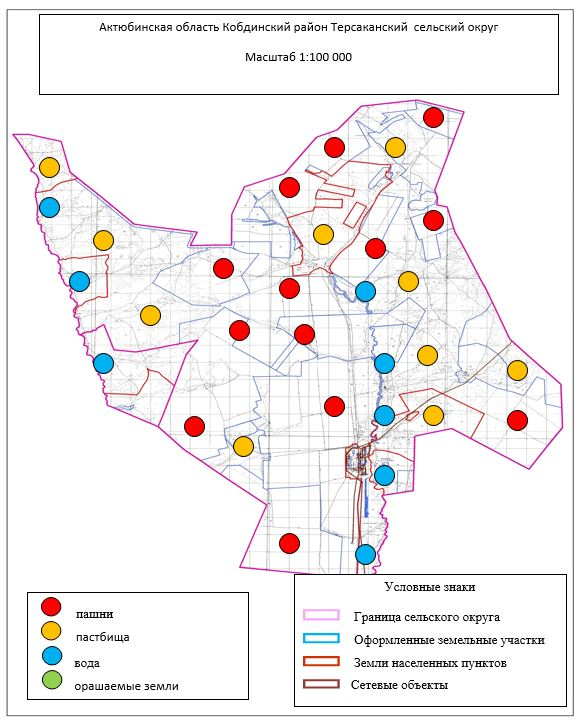 Актюбинская область Кобдинский район Терсаканский сельский округ
Масштаб 1:100 000
пашни
пастбища
вода
орашаемые земли
Условные знаки
Граница сельского округа
Оформленные земельные участки
Земли населенных пунктов
Сетевые объекты